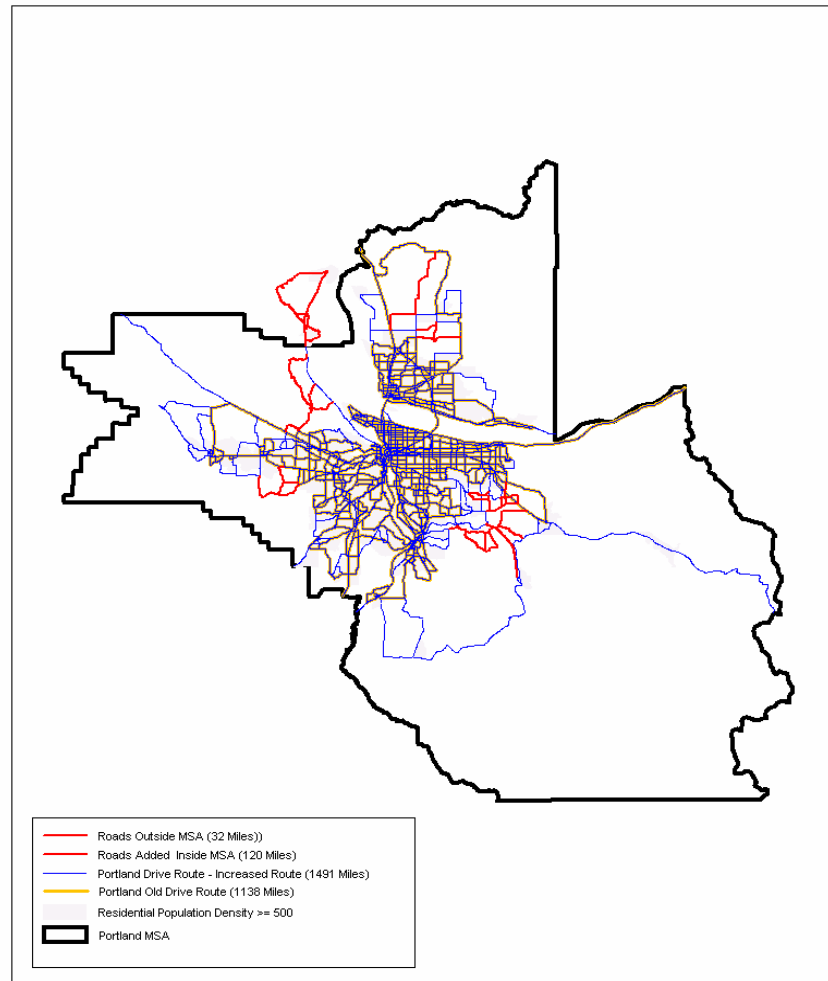 Roads Outside MSA (32 Miles))
Roads Added Inside MSA (120 Miles)
Portland Drive Route - Increased Route (1491 Miles)
Portland Old Drive Route (1138 Miles)
Residential Population Density >= 500
Portland MSA